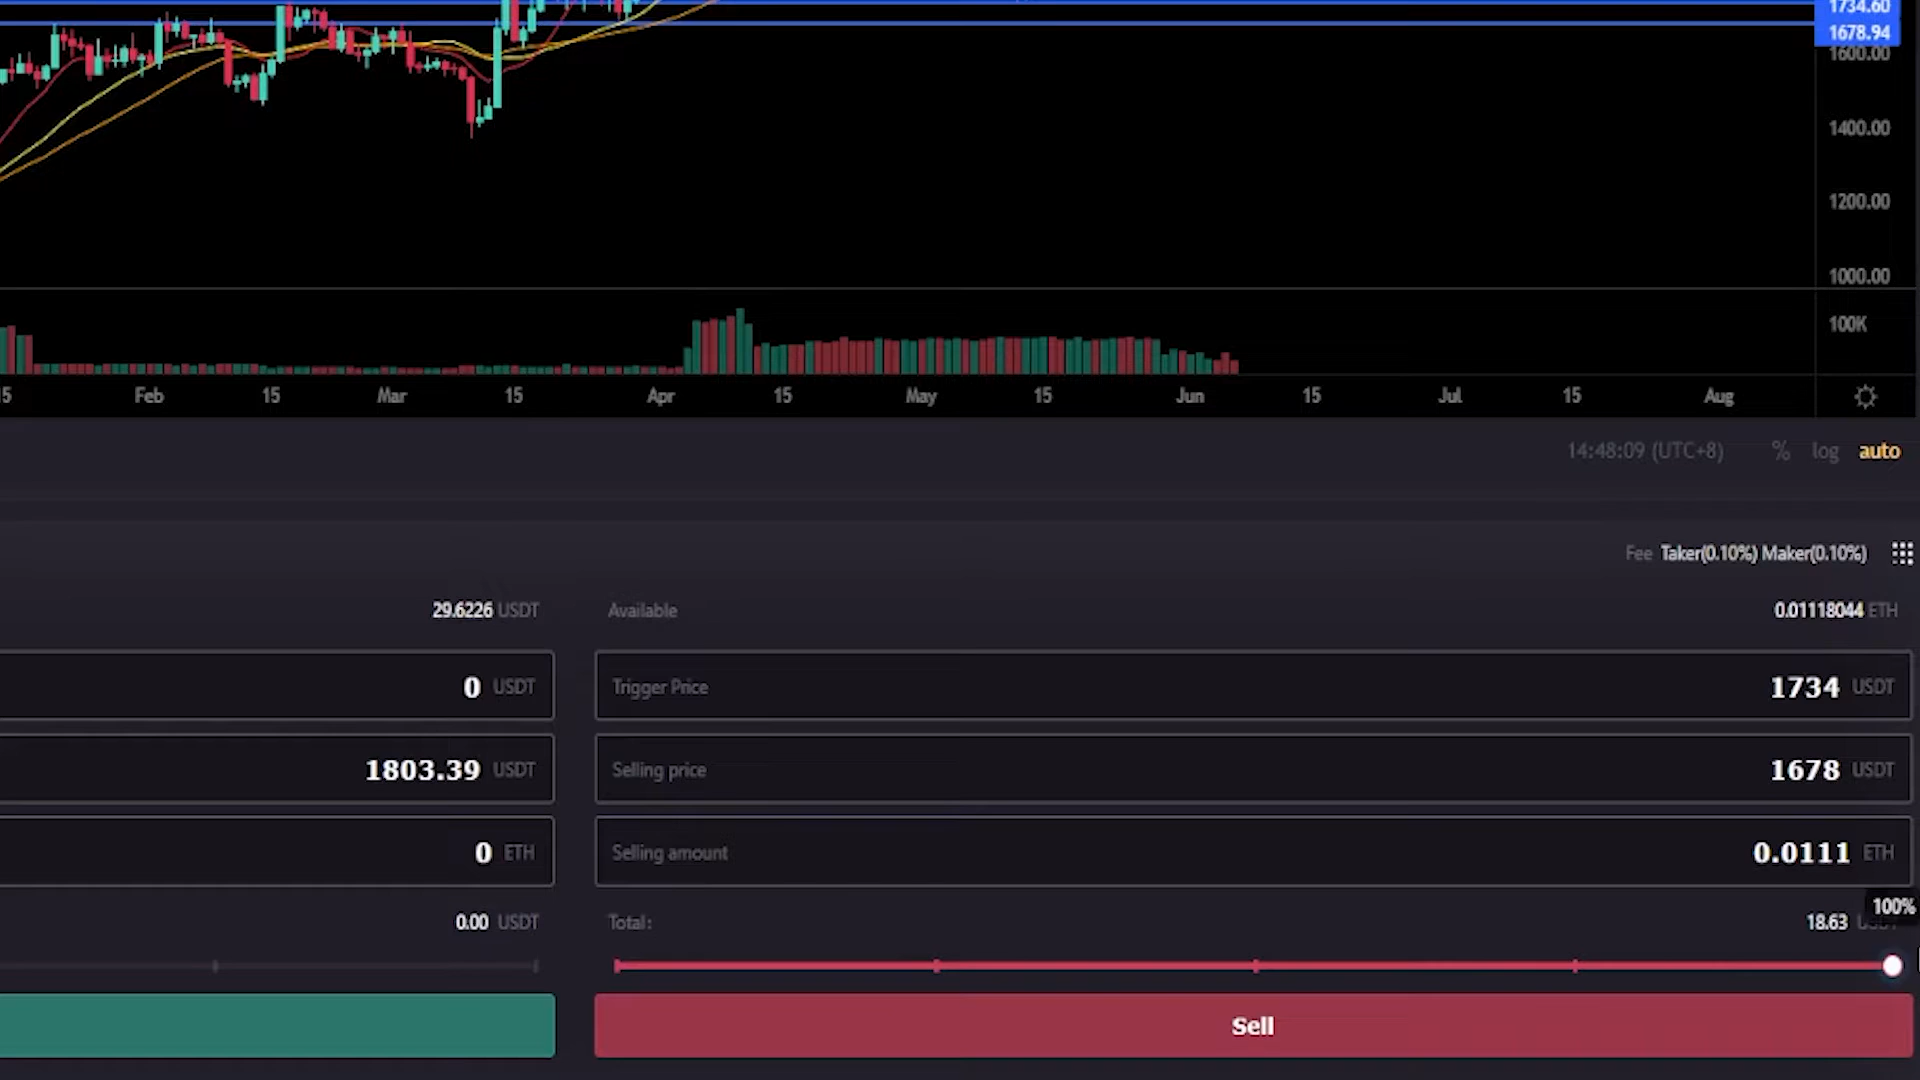 1734.60
1678.94
1600.00
1400.00
1200.00
1000.00
100K
15 Feb 15 Mar 15 Apr 15 May 15 Jun 15 Jul 15 Aug
14:48:09 (UTC+8) % log auto
Fee Taker(0.10%) Maker(0.10%)
29.6226 USDT Available 0.01118044 ETH
0 USDT Trigger Price 1734 USDT
1803.39 USDT Selling price 1678 USDT
0 ETH Selling amount 0.0111 ETH
100%
0.00 USDT Total: 18.63 USDT
Sell